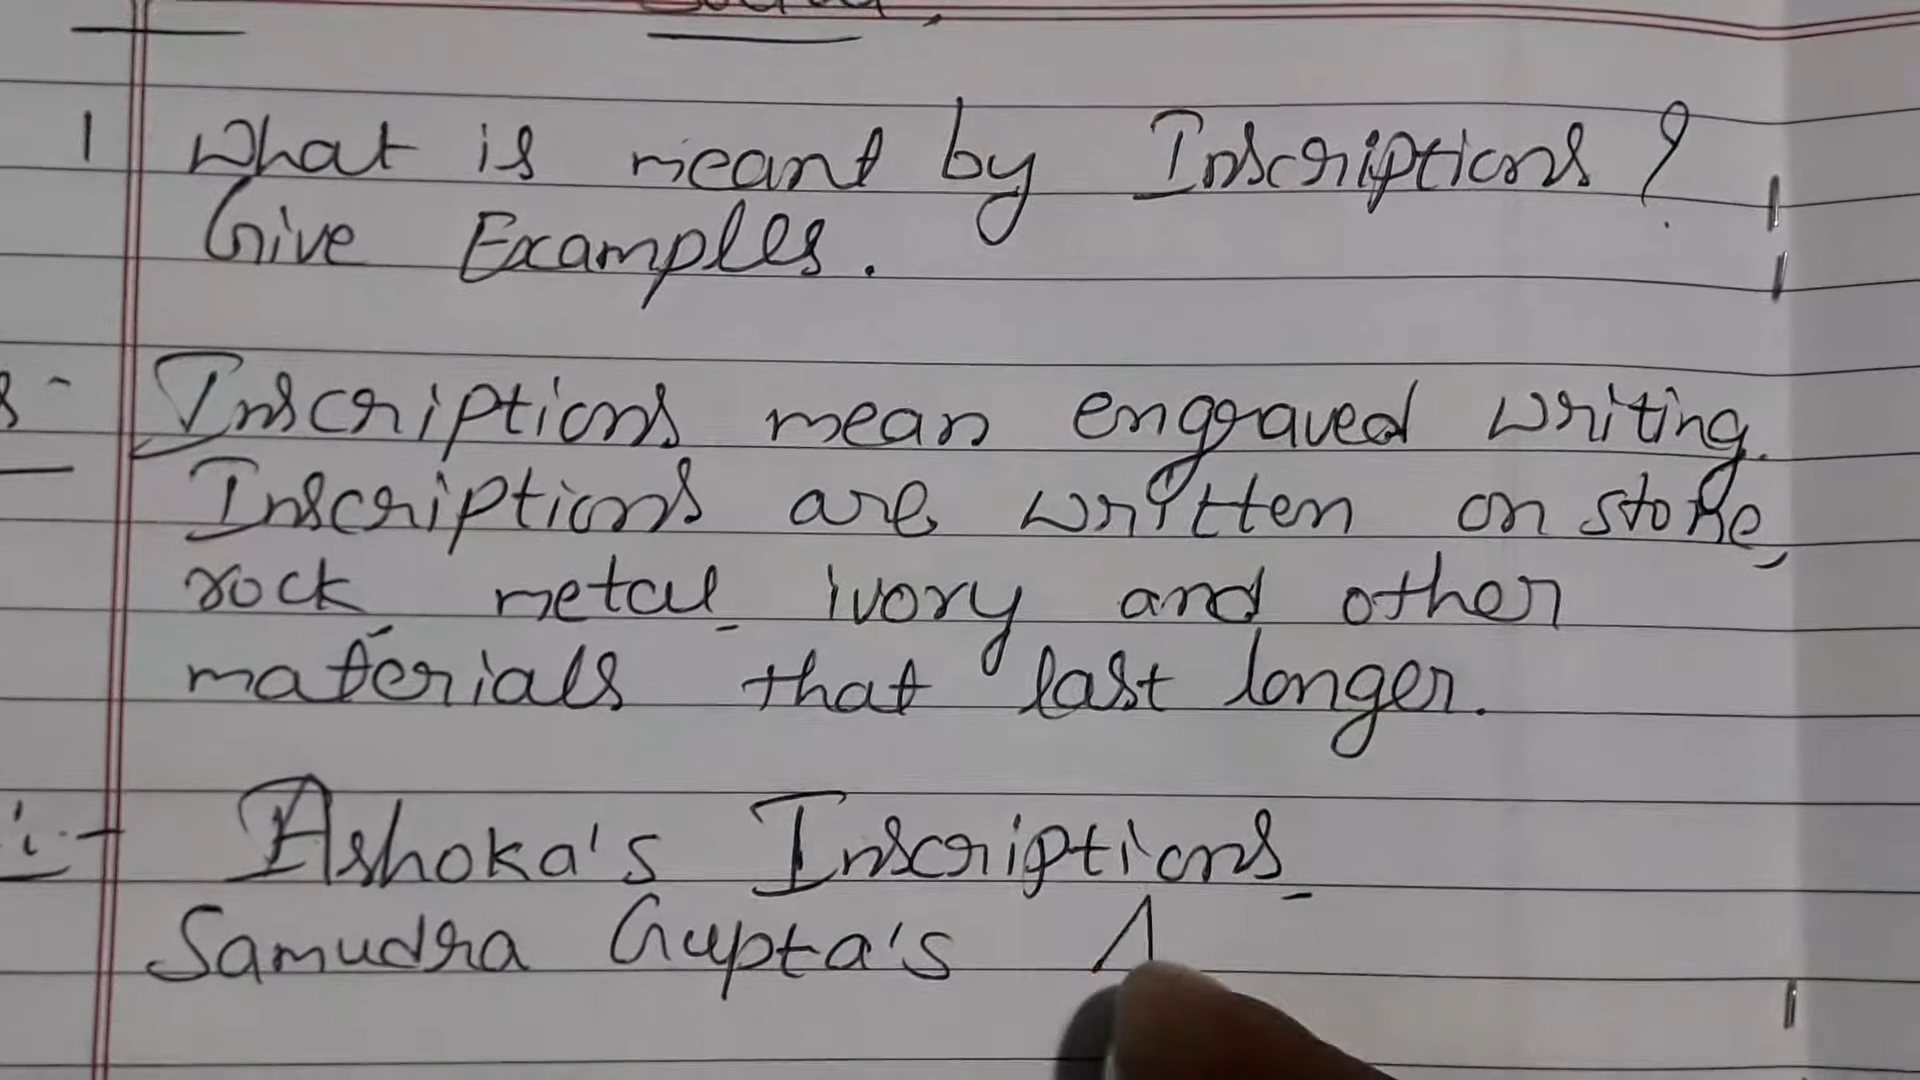 1 What is meant by Inscriptions?
Give Examples.
Inscriptions mean engraved writing.
Inscriptions are written on stone,
rock, metal, ivory and other
materials that last longer.
Ashoka's Inscriptions,
Samudra Gupta's A